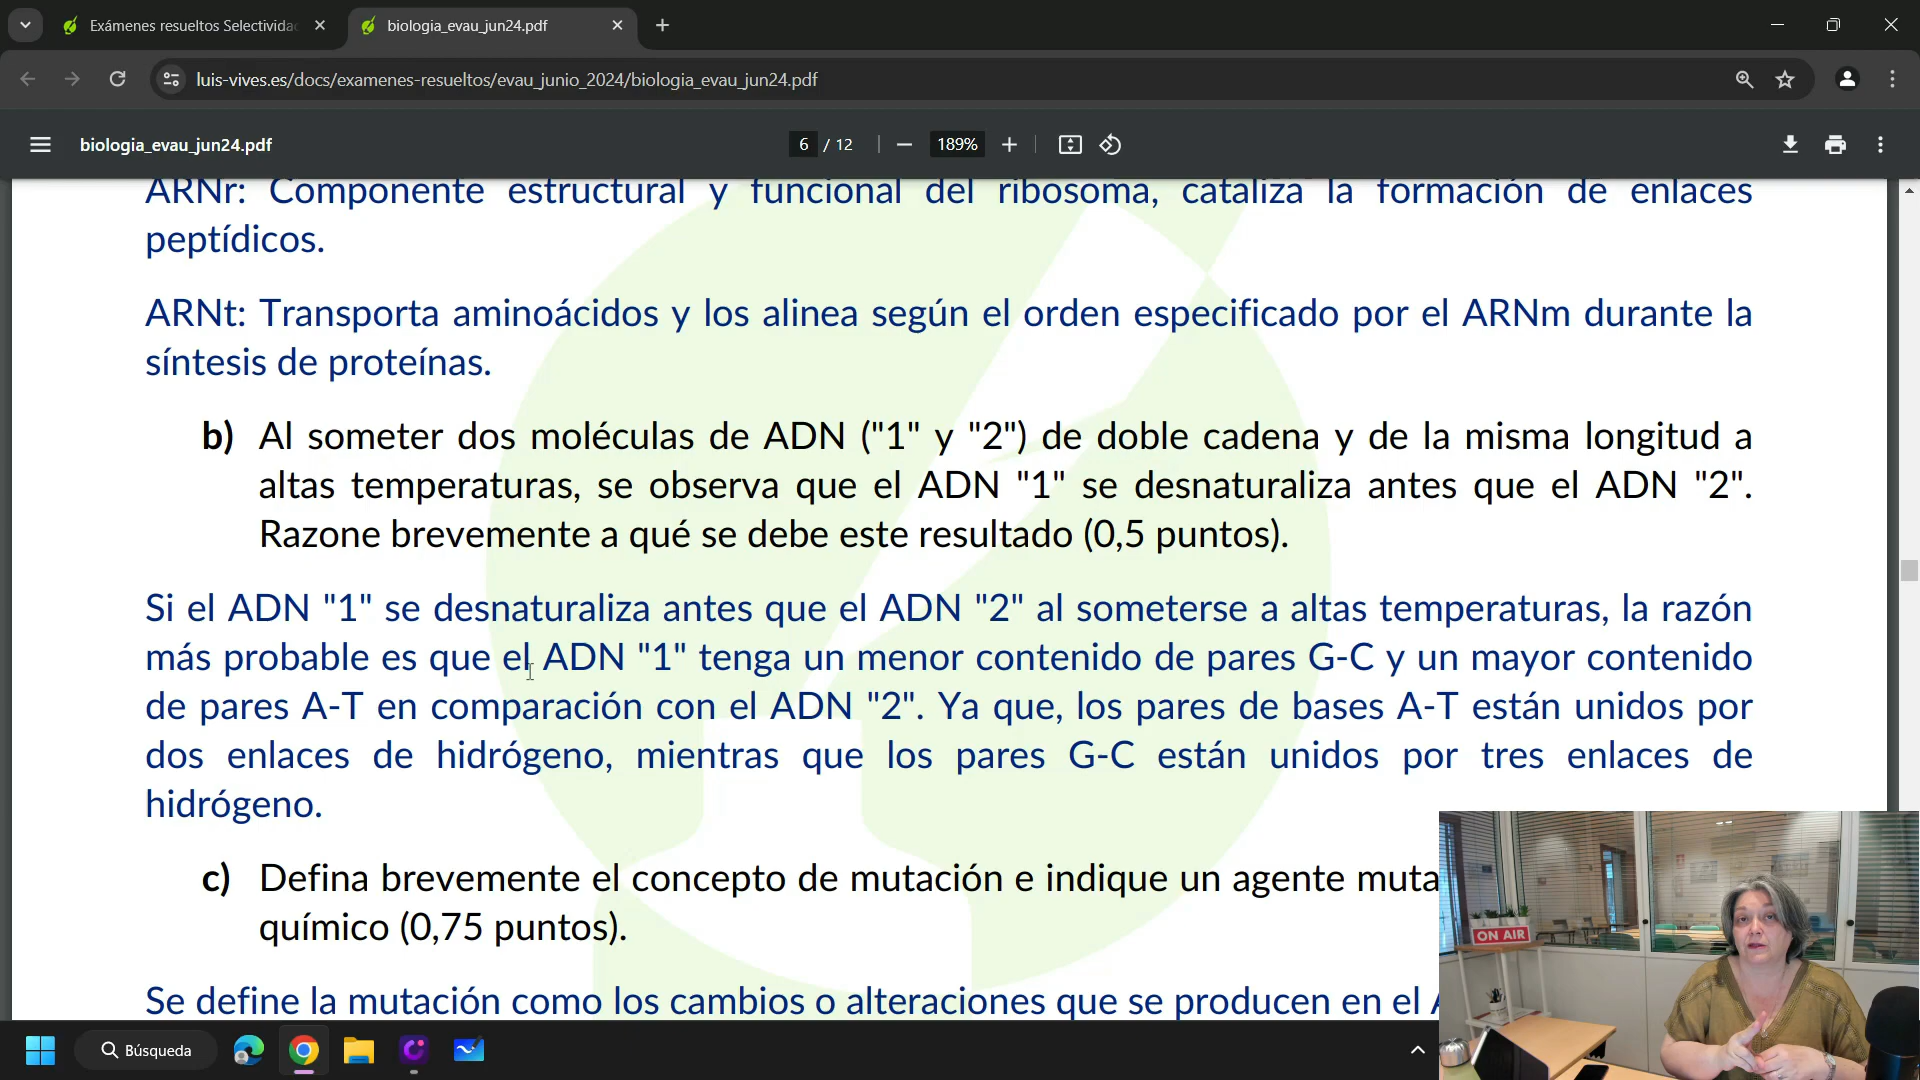 Exámenes resueltos Selectivida
biologia_evau_jun24.pdf
luis-vives.es/docs/examenes-resueltos/evau_junio_2024/biologia_evau_jun24.pdf
biologia_evau_jun24.pdf
6 / 12
189%
ARNr: Componente estructural y funcional del ribosoma, cataliza la formación de enlaces
peptídicos.
ARNt: Transporta aminoácidos y los alinea según el orden especificado por el ARNm durante la
síntesis de proteínas.
b) Al someter dos moléculas de ADN ("1" y "2") de doble cadena y de la misma longitud a
altas temperaturas, se observa que el ADN "1" se desnaturaliza antes que el ADN "2".
Razone brevemente a qué se debe este resultado (0,5 puntos).
Si el ADN "1" se desnaturaliza antes que el ADN "2" al someterse a altas temperaturas, la razón
más probable es que el ADN "1" tenga un menor contenido de pares G-C y un mayor contenido
de pares A-T en comparación con el ADN "2". Ya que, los pares de bases A-T están unidos por
dos enlaces de hidrógeno, mientras que los pares G-C están unidos por tres enlaces de
hidrógeno.
c) Defina brevemente el concepto de mutación e indique un agente muta
químico (0,75 puntos).
Se define la mutación como los cambios o alteraciones que se producen en el A
ON AIR
Búsqueda